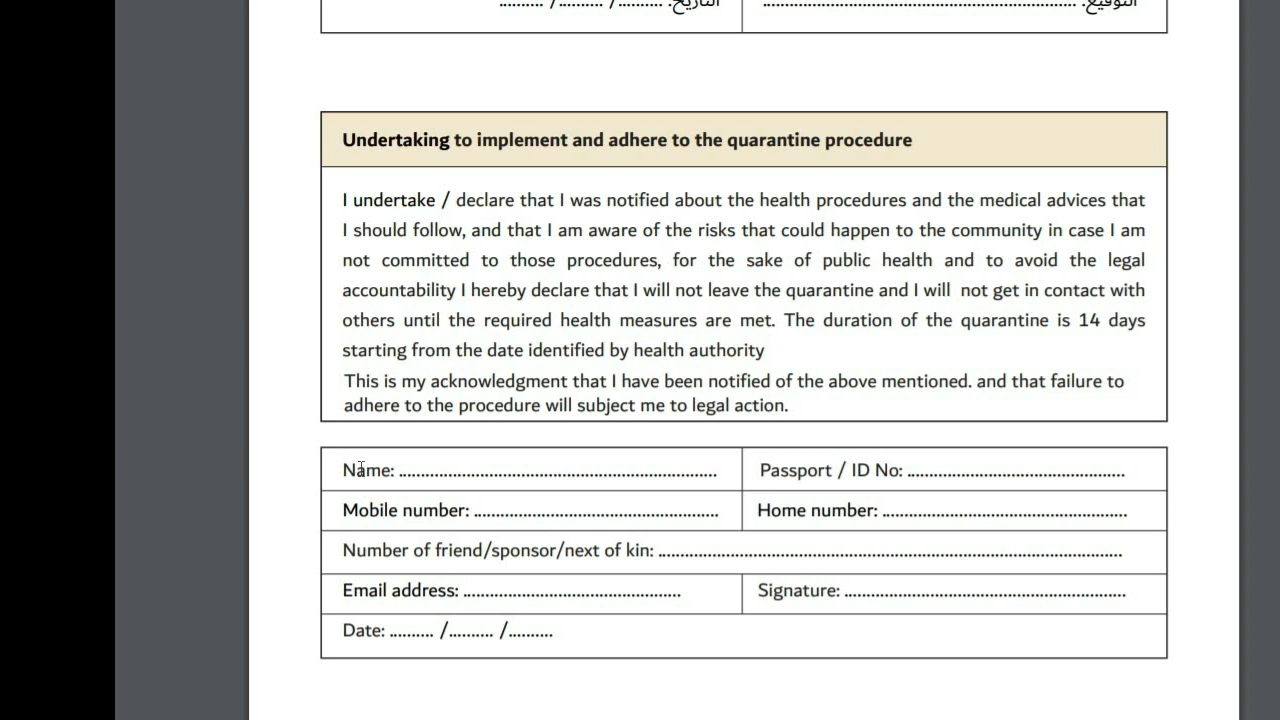 التاريخ: .......... /.......... /..........
التوقيع: ......................................................................
Undertaking to implement and adhere to the quarantine procedure
I undertake / declare that I was notified about the health procedures and the medical advices that
I should follow, and that I am aware of the risks that could happen to the community in case I am
not committed to those procedures, for the sake of public health and to avoid the legal
accountability I hereby declare that I will not leave the quarantine and I will not get in contact with
others until the required health measures are met. The duration of the quarantine is 14 days
starting from the date identified by health authority
This is my acknowledgment that I have been notified of the above mentioned. and that failure to
adhere to the procedure will subject me to legal action.
Name: .......................................................................
Passport / ID No: .................................................
Mobile number: .......................................................
Home number: .......................................................
Number of friend/sponsor/next of kin: ........................................................................................................
Email address: .................................................
Signature: ...............................................................
Date: .......... /.......... /..........